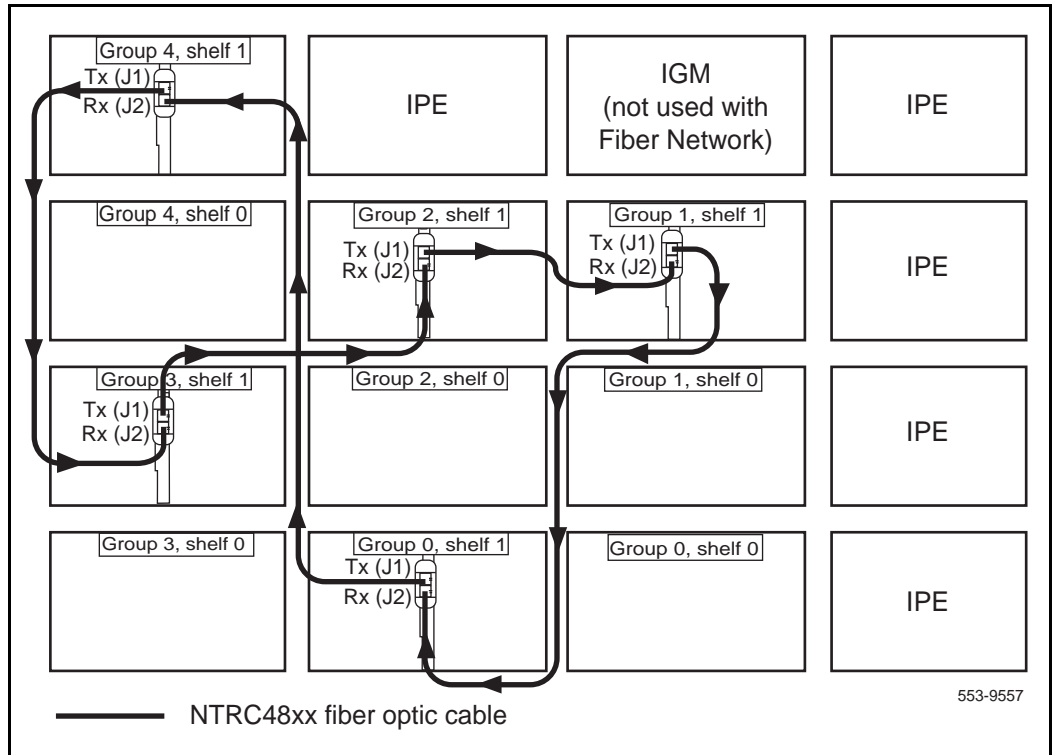 Group 4, shelf 1
Tx (J1)
Rx (J2)
IPE
IGM
(not used with
Fiber Network)
IPE
Group 4, shelf 0
Group 2, shelf 1
Tx (J1)
Rx (J2)
Group 1, shelf 1
Tx (J1)
Rx (J2)
IPE
Group 3, shelf 1
Tx (J1)
Rx (J2)
Group 2, shelf 0
Group 1, shelf 0
IPE
Group 3, shelf 0
Group 0, shelf 1
Tx (J1)
Rx (J2)
Group 0, shelf 0
IPE
553-9557
NTRC48xx fiber optic cable